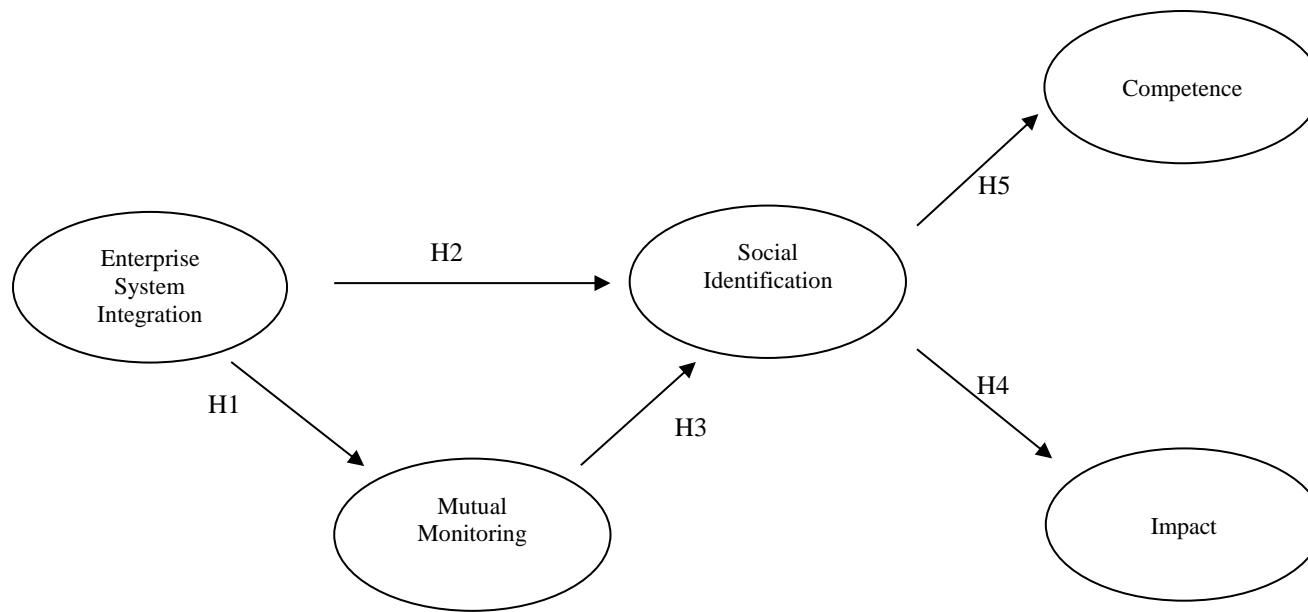 Competence
H5
Social
Identification
H2
Enterprise
System
Integration
H4
H1
H3
Mutual
Monitoring
Impact